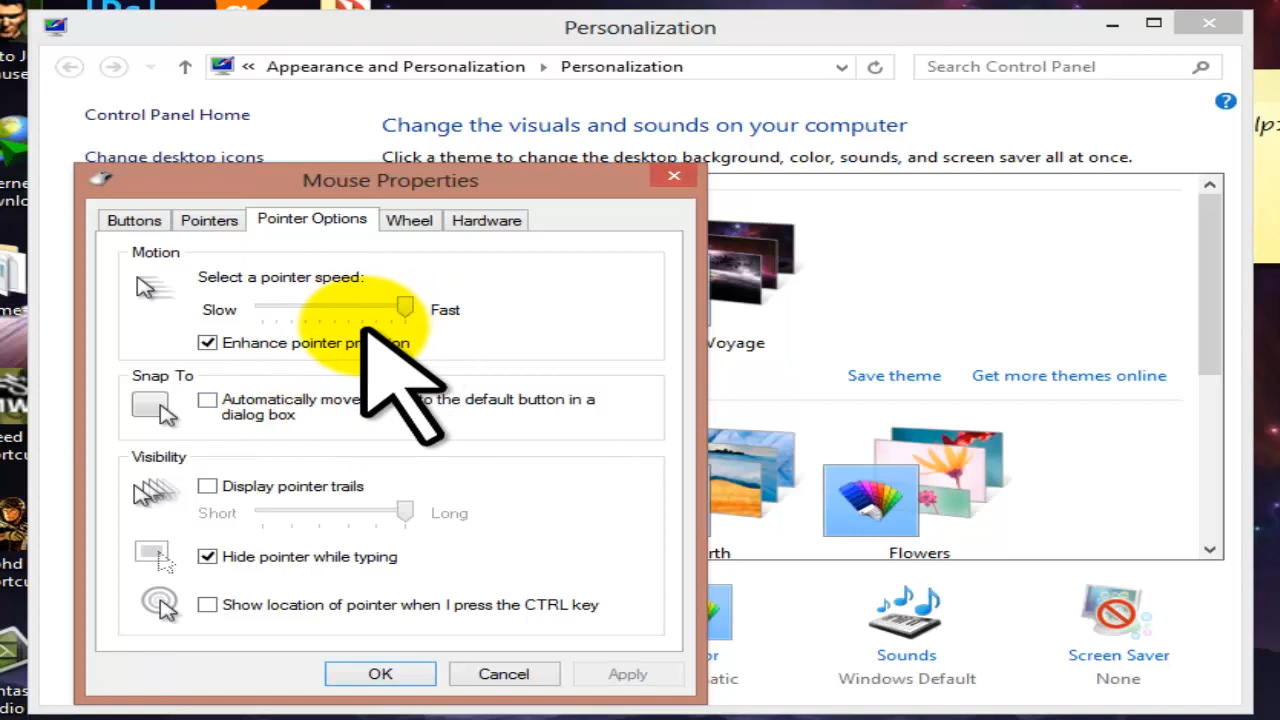 Personalization
« Appearance and Personalization Personalization
Search Control Panel
Control Panel Home
Change the visuals and sounds on your computer
Change desktop icons
Click a theme to change the desktop background, color, sounds, and screen saver all at once.
Mouse Properties
Buttons Pointers Pointer Options Wheel Hardware
Motion
Select a pointer speed:
Slow Fast
Enhance pointer
Snap To
Automatically move to the default button in a
dialog box
Visibility
Display pointer trails
Short Long
Hide pointer while typing
Show location of pointer when I press the CTRL key
OK Cancel Apply
Voyage
Save theme Get more themes online
Flowers
Sounds
Windows Default
Screen Saver
None